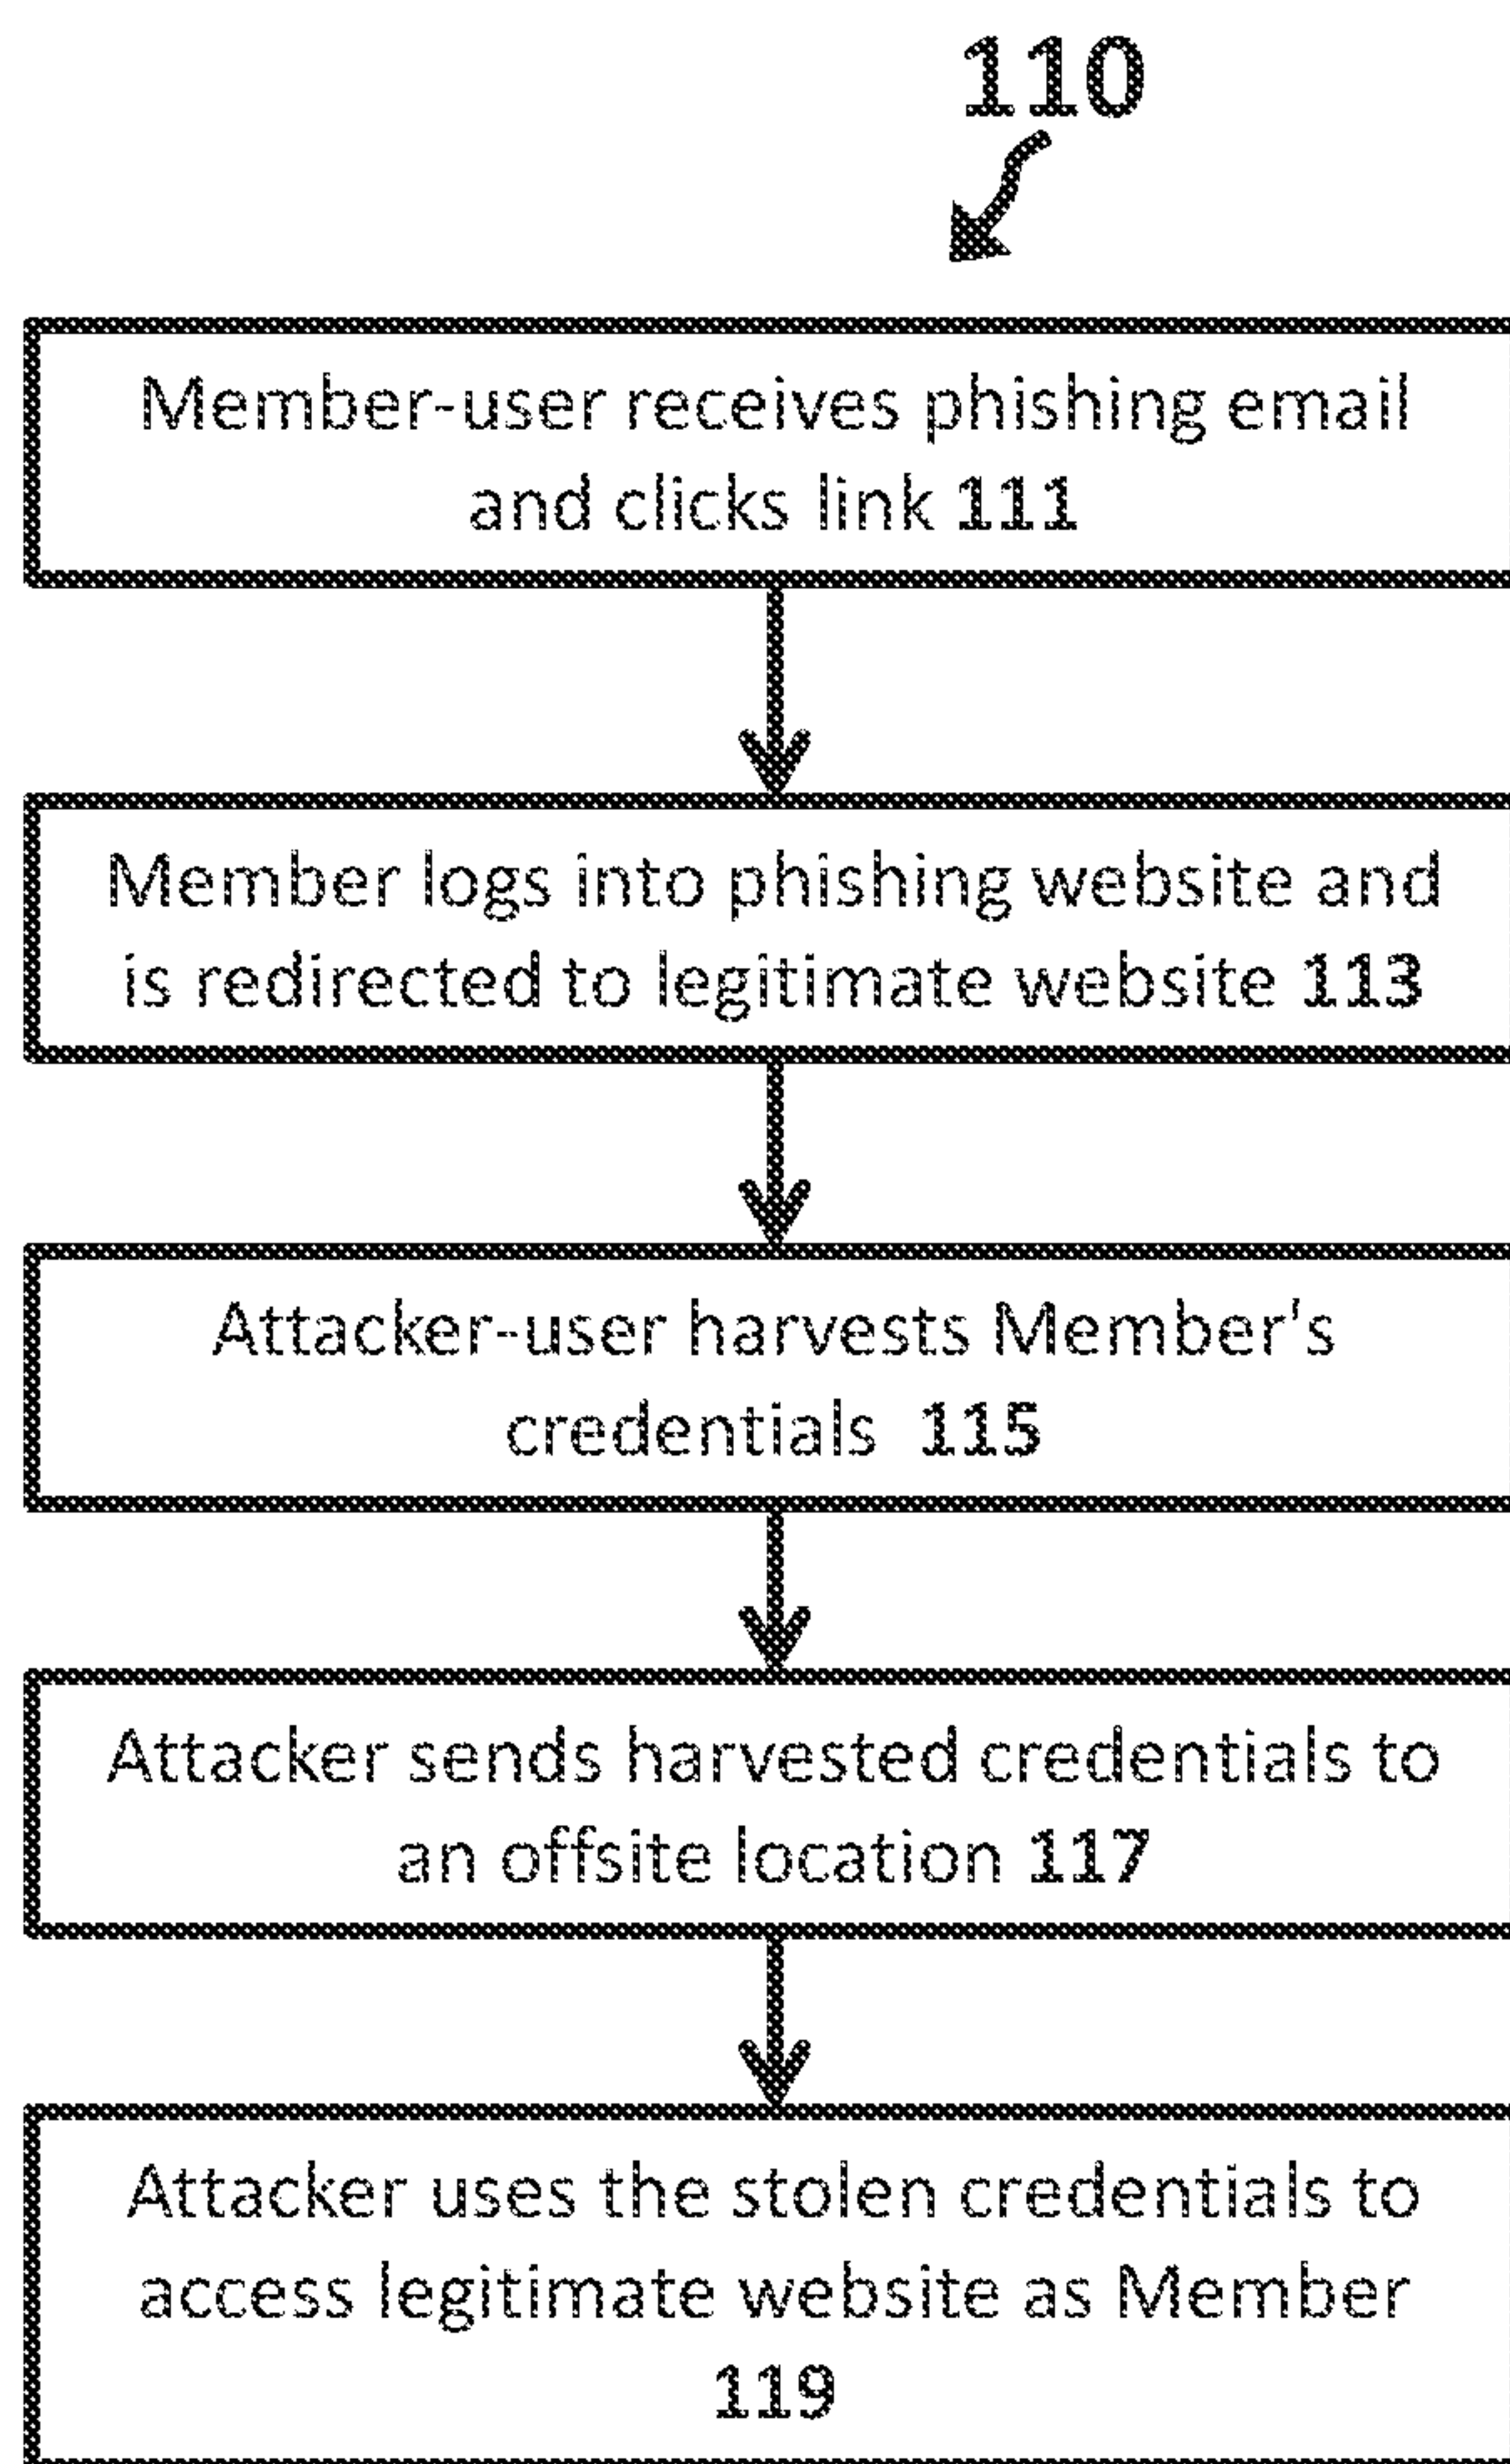 110
Member-user receives phishing email
and clicks link 111
Member logs into phishing website and
is redirected to legitimate website 113
Attacker-user harvests Member's
credentials 115
Attacker sends harvested credentials to
an offsite location 117
Attacker uses the stolen credentials to
access legitimate website as Member
119